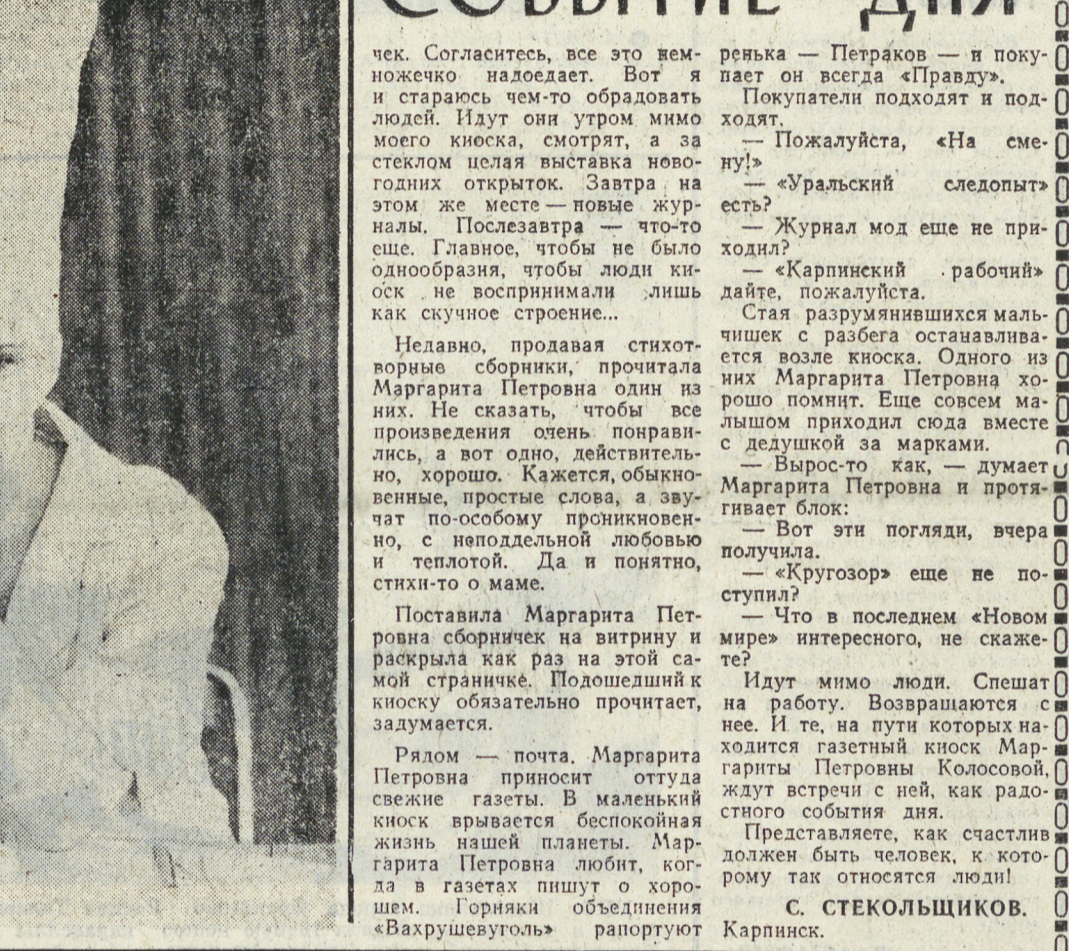 СОБЫТИЕ ДНЯ
чек. Согласитесь, все это нем-
ножечко надоедает. Вот я
и стараюсь чем-то обрадовать
людей. Идут они утром мимо
моего киоска, смотрят, а за
стеклом целая выставка ново-
годних открыток. Завтра на
этом же месте — новые жур-
налы. Послезавтра — что-то
еще. Главное, чтобы не было
однообразия, чтобы люди ки-
оск не воспринимали лишь
как скучное строение...
Недавно, продавая стихот-
ворные сборники, прочитала
Маргарита Петровна один из
них. Не сказать, чтобы все
произведения очень понрави-
лись, а вот одно, действитель-
но, хорошо. Кажется, обыкно-
венные, простые слова, а зву-
чат по-особому проникновен-
но, с неподдельной любовью
и теплотой. Да и понятно,
стихи-то о маме.
Поставила Маргарита Пет-
ровна сборничек на витрину и
раскрыла как раз на этой са-
мой страничке. Подошедший к
киоску обязательно прочитает,
задумается.
Рядом — почта. Маргарита
Петровна приносит оттуда
свежие газеты. В маленький
киоск врывается беспокойная
жизнь нашей планеты. Мар-
гарита Петровна любит, ког-
да в газетах пишут о хоро-
шем. Горняки объединения
«Вахрушевуголь» рапортуют
ренька — Петраков — и поку-
пает он всегда «Правду».
Покупатели подходят и под-
ходят.
— Пожалуйста, «На сме-
ну!»
— «Уральский следопыт»
есть?
— Журнал мод еще не при-
ходил?
— «Карпинский рабочий»
дайте, пожалуйста.
Стая разрумянившихся маль-
чишек с разбега останавлива-
ется возле киоска. Одного из
них Маргарита Петровна хо-
рошо помнит. Еще совсем ма-
лышом приходил сюда вместе
с дедушкой за марками.
— Вырос-то как, — думает
Маргарита Петровна и протя-
гивает блок:
— Вот эти погляди, вчера
получила.
— «Кругозор» еще не по-
ступил?
— Что в последнем «Новом
мире» интересного, не скаже-
те?
Идут мимо люди. Спешат
на работу. Возвращаются с
нее. И те, на пути которых на-
ходится газетный киоск Мар-
гариты Петровны Колосовой,
ждут встречи с ней, как радо-
стного события дня.
Представляете, как счастлив
должен быть человек, к кото-
рому так относятся люди!
С. СТЕКОЛЬЩИКОВ.
Карпинск.